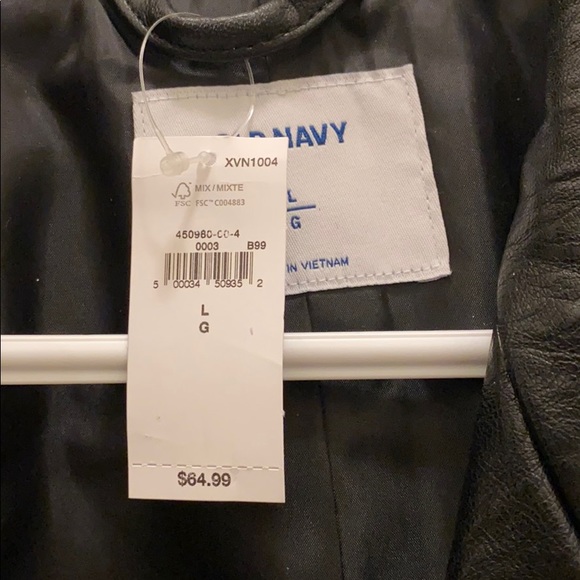 XVN1004
MIX/MIXTE
FSC
FSC™ C004883
450960-00-4
0003 B99
5 00034 50935 2
L
G
$64.99
NAVY
L
G
IN VIETNAM